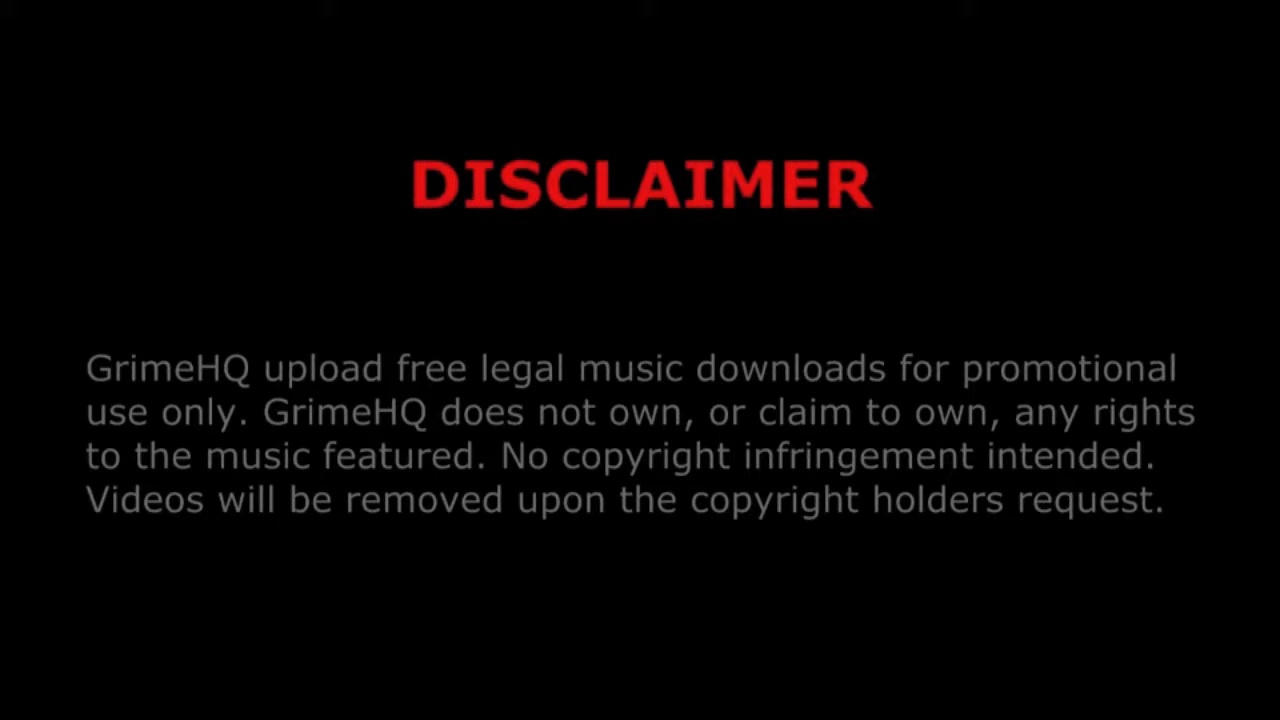 DISCLAIMER
GrimeHQ upload free legal music downloads for promotional
use only. GrimeHQ does not own, or claim to own, any rights
to the music featured. No copyright infringement intended.
Videos will be removed upon the copyright holders request.